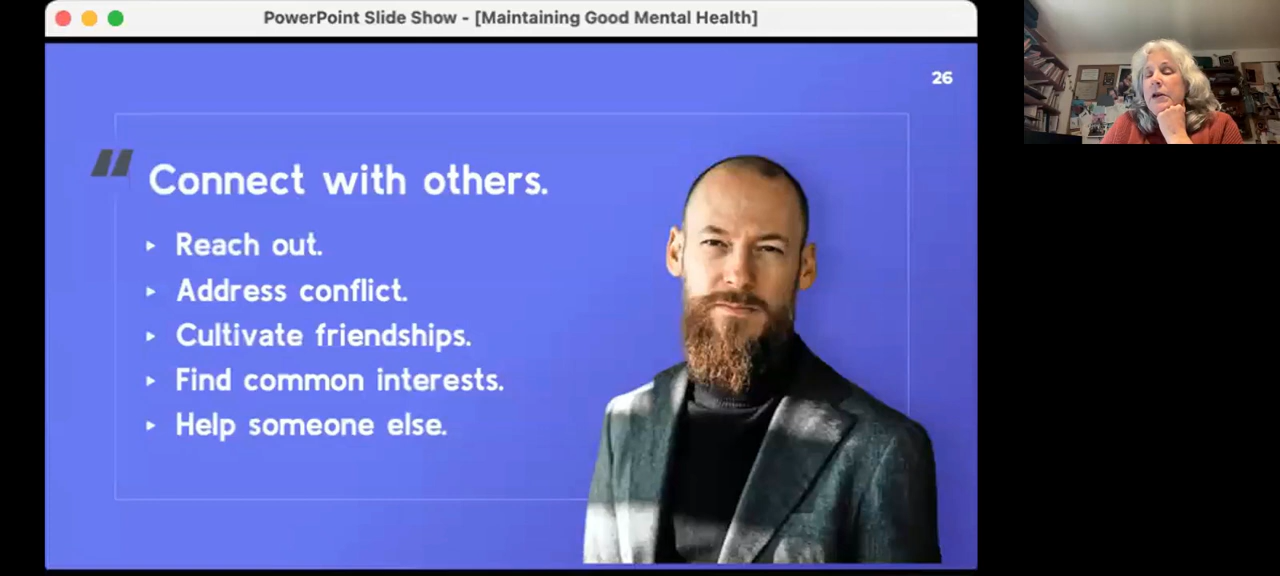 PowerPoint Slide Show - [Maintaining Good Mental Health]
26
“ Connect with others.
▸ Reach out.
▸ Address conflict.
▸ Cultivate friendships.
▸ Find common interests.
▸ Help someone else.